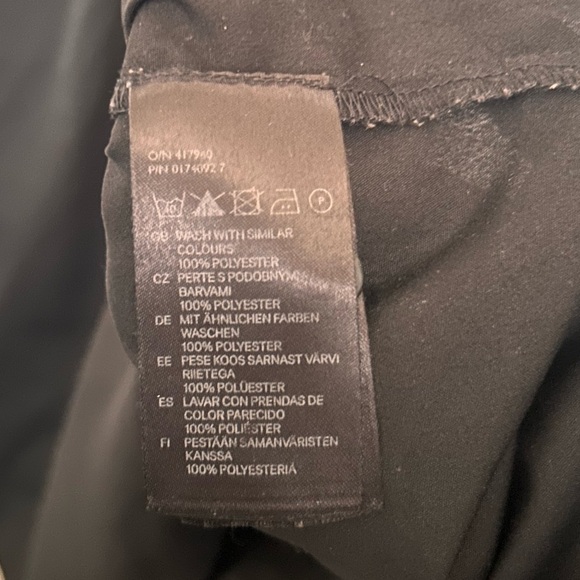 O/N 417960
P/N 0174092 7
40 P
GB WASH WITH SIMILAR
COLOURS
100% POLYESTER
CZ PERTE S PODOBNÝMI
BARVAMI
100% POLYESTER
DE MIT ÄHNLICHEN FARBEN
WASCHEN
100% POLYESTER
EE PESE KOOS SARNAST VÄRVI
RIIETEGA
100% POLÜESTER
ES LAVAR CON PRENDAS DE
COLOR PARECIDO
100% POLIÉSTER
FI PESTÄÄN SAMANVÄRISTEN
KANSSA
100% POLYESTERIÄ